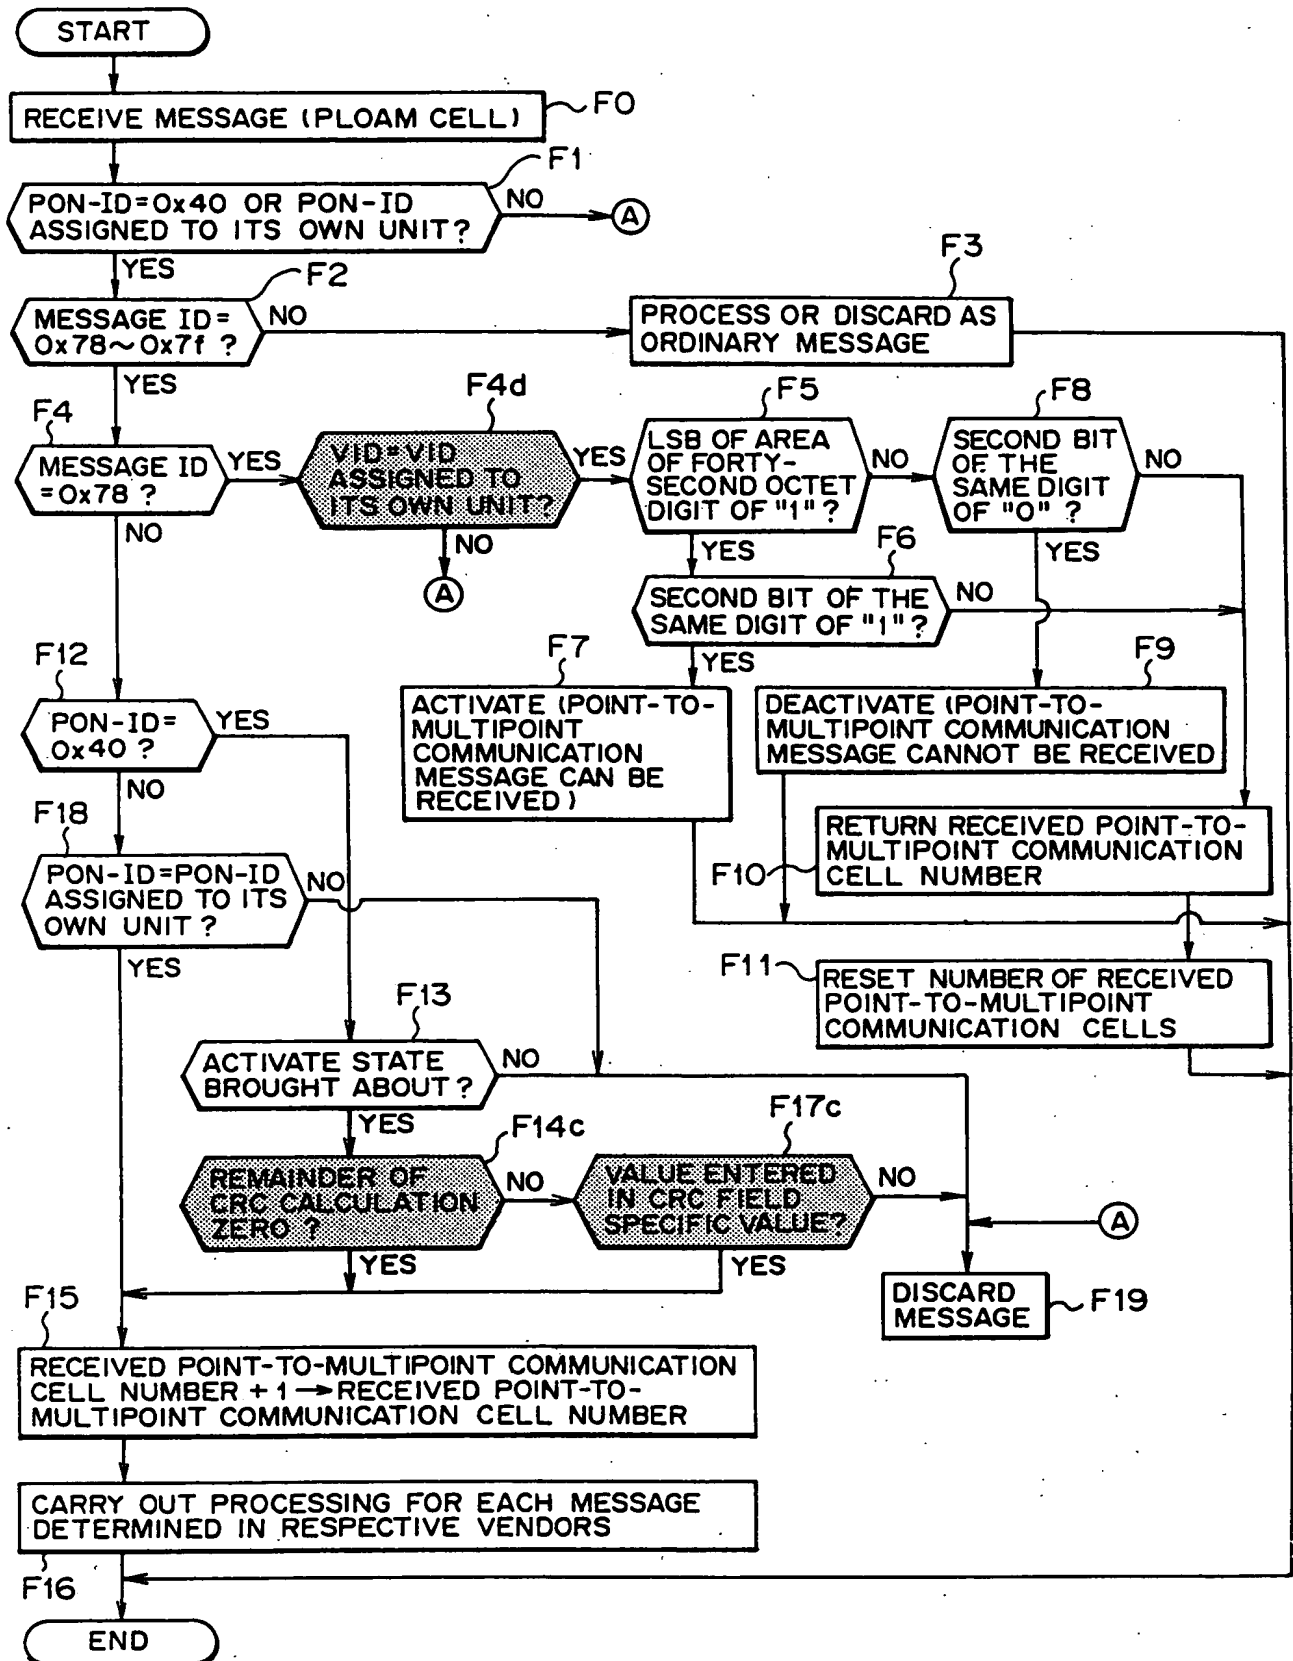 START
RECEIVE MESSAGE (PLOAM CELL)
F0
F1
PON-ID=0x40 OR PON-ID
ASSIGNED TO ITS OWN UNIT?
NO
A
YES
F2
MESSAGE ID=
0x78~0x7f ?
NO
F3
PROCESS OR DISCARD AS
ORDINARY MESSAGE
YES
F4
MESSAGE ID
=0x78 ?
YES
NO
F4d
VID=VID
ASSIGNED TO
ITS OWN UNIT?
YES
NO
A
F5
LSB OF AREA
OF FORTY-
SECOND OCTET
DIGIT OF "1" ?
NO
YES
F8
SECOND BIT
OF THE
SAME DIGIT
OF "0" ?
NO
YES
F6
SECOND BIT OF THE
SAME DIGIT OF "1"?
NO
YES
F7
ACTIVATE (POINT-TO-
MULTIPOINT
COMMUNICATION
MESSAGE CAN BE
RECEIVED)
F9
DEACTIVATE (POINT-TO-
MULTIPOINT COMMUNICATION
MESSAGE CANNOT BE RECEIVED
F10
RETURN RECEIVED POINT-TO-
MULTIPOINT COMMUNICATION
CELL NUMBER
F11
RESET NUMBER OF RECEIVED
POINT-TO-MULTIPOINT
COMMUNICATION CELLS
F12
PON-ID=
0x40 ?
YES
NO
F18
PON-ID=PON-ID
ASSIGNED TO ITS
OWN UNIT ?
NO
YES
F13
ACTIVATE STATE
BROUGHT ABOUT ?
NO
YES
F14c
REMAINDER OF
CRC CALCULATION
ZERO ?
NO
YES
F17c
VALUE ENTERED
IN CRC FIELD
SPECIFIC VALUE?
NO
YES
A
DISCARD
MESSAGE
F19
F15
RECEIVED POINT-TO-MULTIPOINT COMMUNICATION
CELL NUMBER + 1 → RECEIVED POINT-TO-
MULTIPOINT COMMUNICATION CELL NUMBER
CARRY OUT PROCESSING FOR EACH MESSAGE
DETERMINED IN RESPECTIVE VENDORS
F16
END